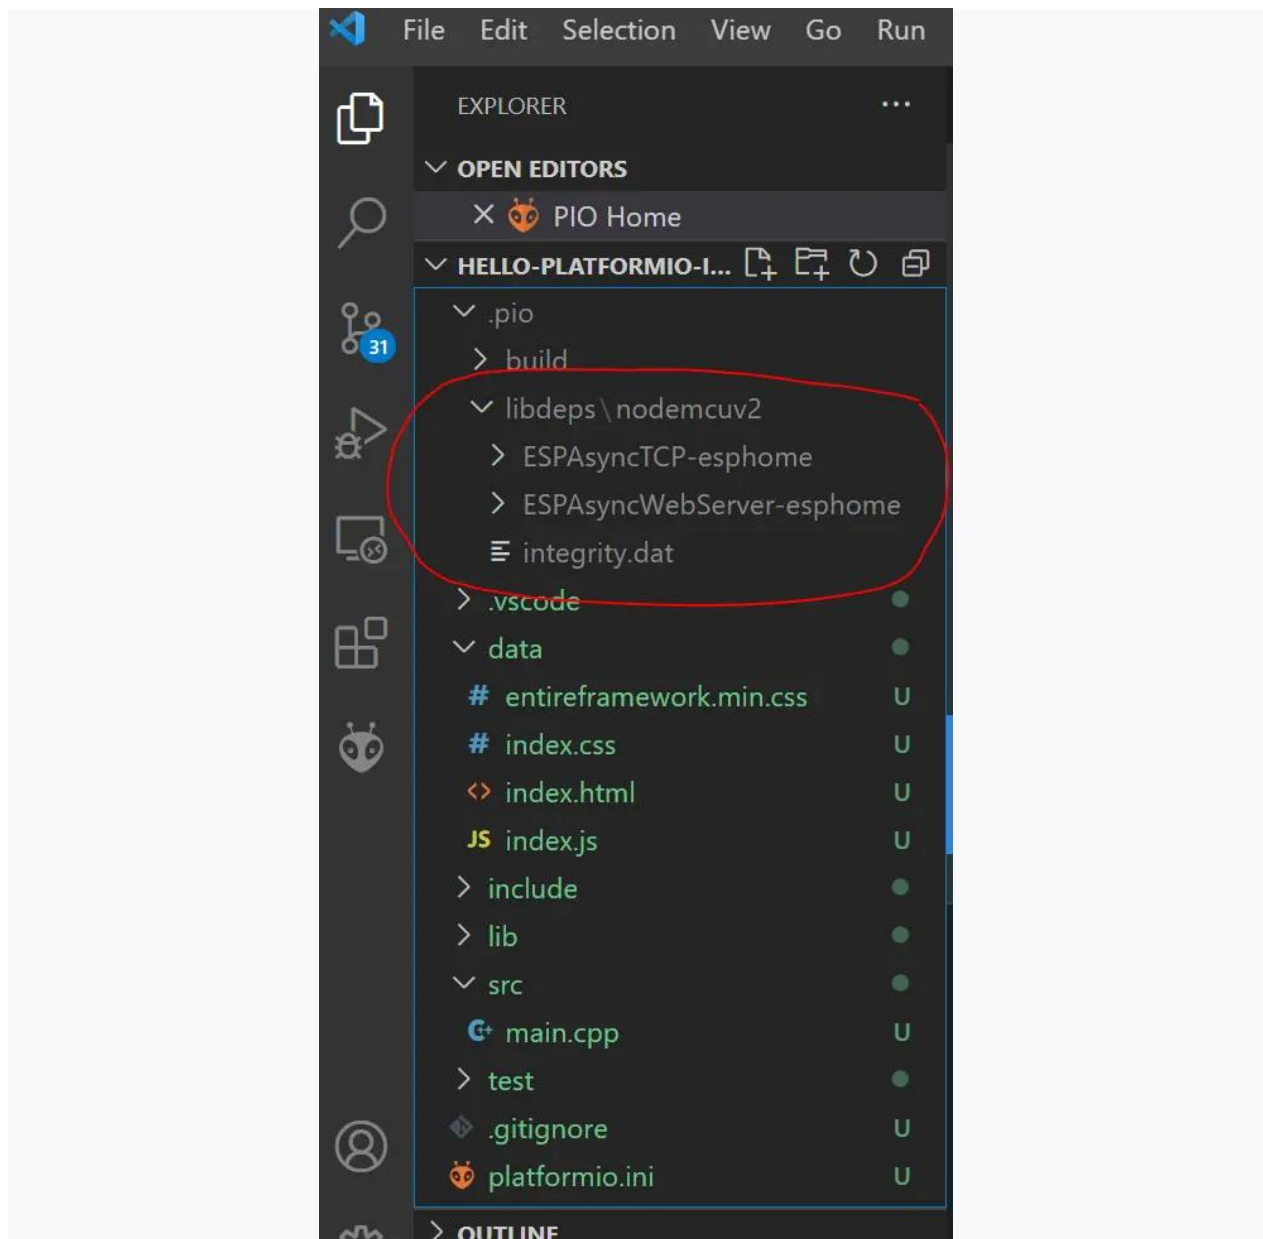 File Edit Selection View Go Run
EXPLORER
OPEN EDITORS
PIO Home
HELLO-PLATFORMIO-I...
.pio
build
libdeps\nodemcuv2
ESPAsyncTCP-esphome
ESPAsyncWebServer-esphome
integrity.dat
.vscode
data
# entireframework.min.css U
# index.css U
<> index.html U
JS index.js U
include
lib
src
main.cpp U
test
.gitignore U
platformio.ini U
OUTLINE
31